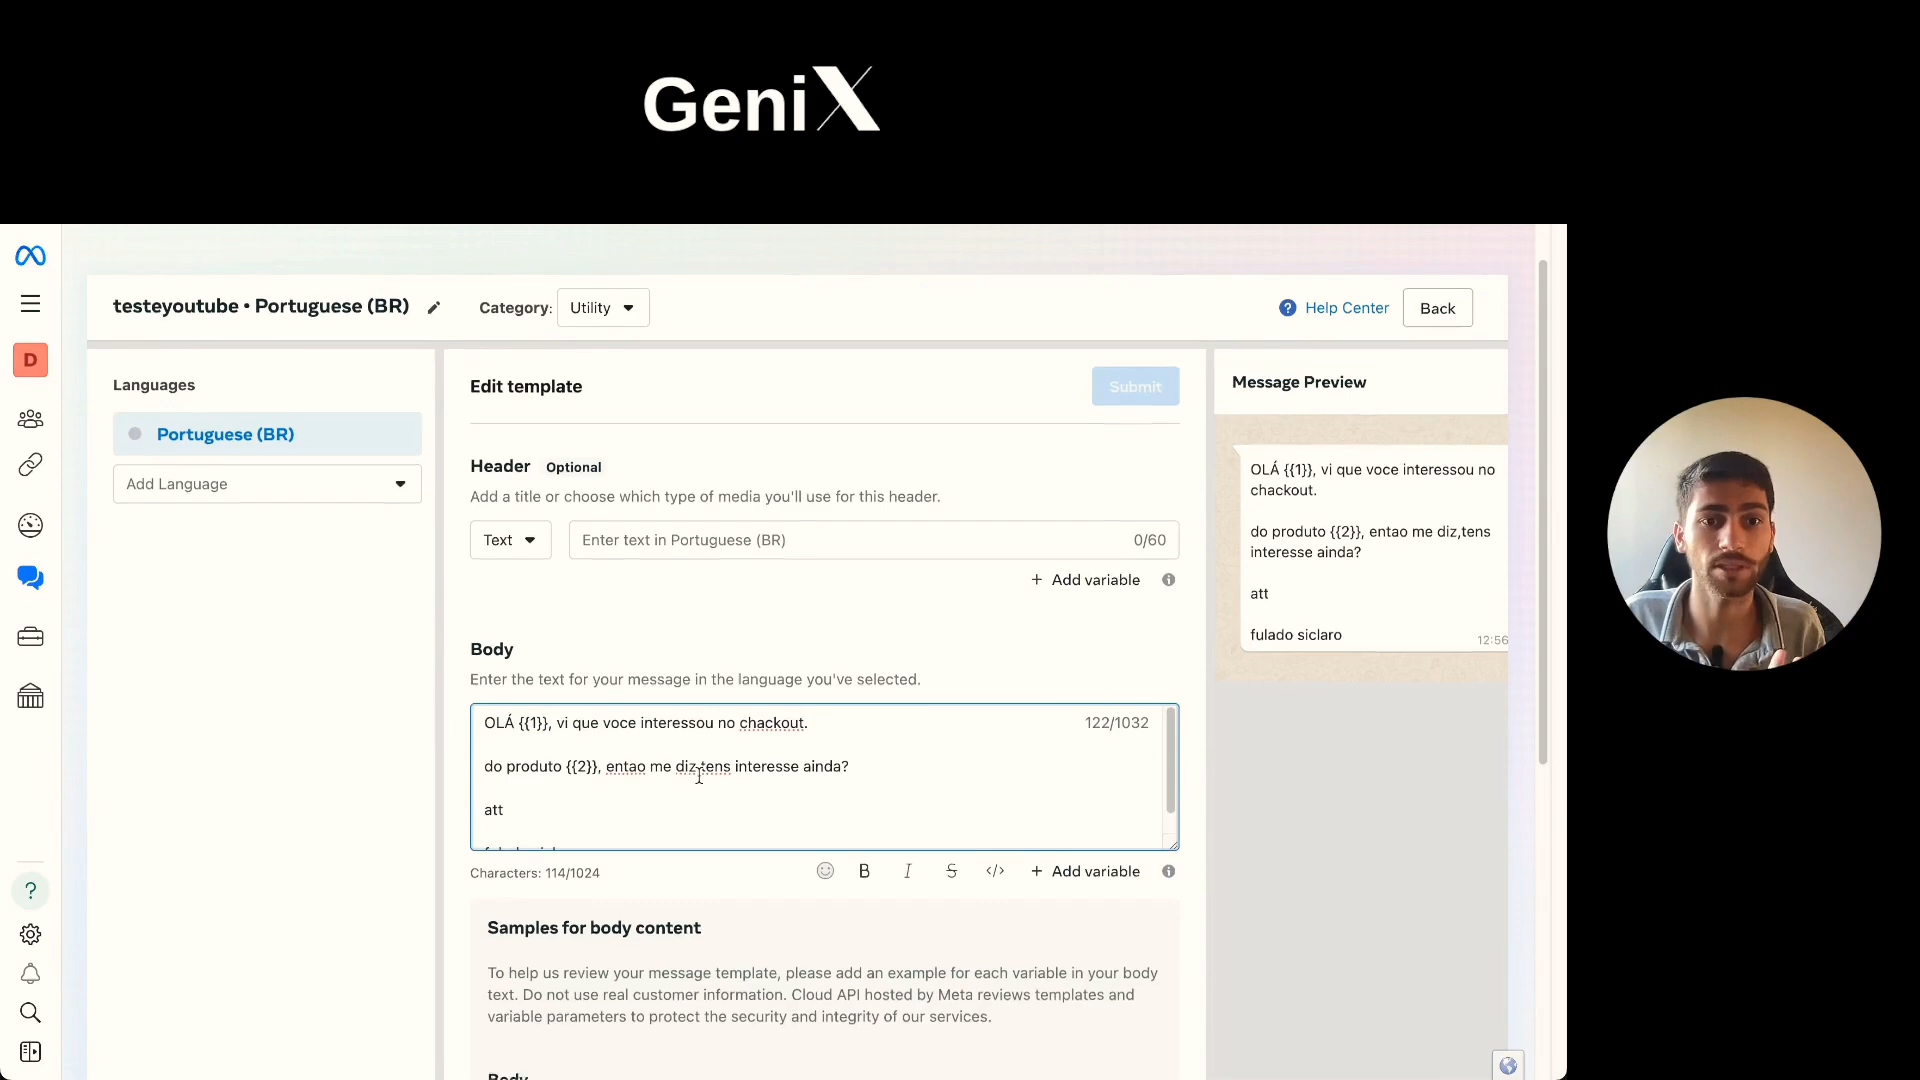 GeniX
testeyoutube • Portuguese (BR)
Category:
Utility
Help Center
Back
D
Languages
Portuguese (BR)
Add Language
Edit template
Submit
Header Optional
Add a title or choose which type of media you'll use for this header.
Text
Enter text in Portuguese (BR)
0/60
+ Add variable
Body
Enter the text for your message in the language you've selected.
OLÁ {{1}}, vi que voce interessou no chackout.
122/1032
do produto {{2}}, entao me diz,tens interesse ainda?
att
Characters: 114/1024
B I S </> + Add variable
Samples for body content
To help us review your message template, please add an example for each variable in your body
text. Do not use real customer information. Cloud API hosted by Meta reviews templates and
variable parameters to protect the security and integrity of our services.
Body
Message Preview
OLÁ {{1}}, vi que voce interessou no
chackout.
do produto {{2}}, entao me diz,tens
interesse ainda?
att
fulado siclaro
12:56